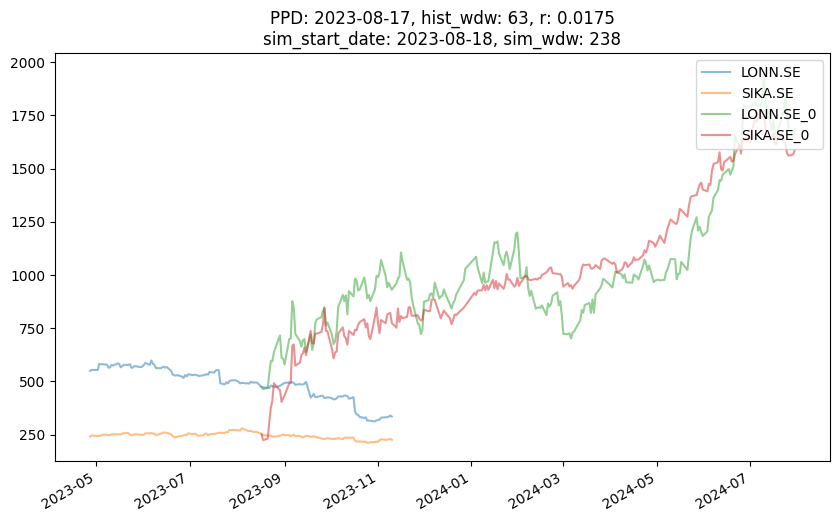 PPD: 2023-08-17, hist_wdw: 63, r: 0.0175
sim_start_date: 2023-08-18, sim_wdw: 238
LONN.SE
SIKA.SE
LONN.SE_0
SIKA.SE_0
2000
1750
1500
1250
1000
750
500
250
2023-05
2023-07
2023-09
2023-11
2024-01
2024-03
2024-05
2024-07